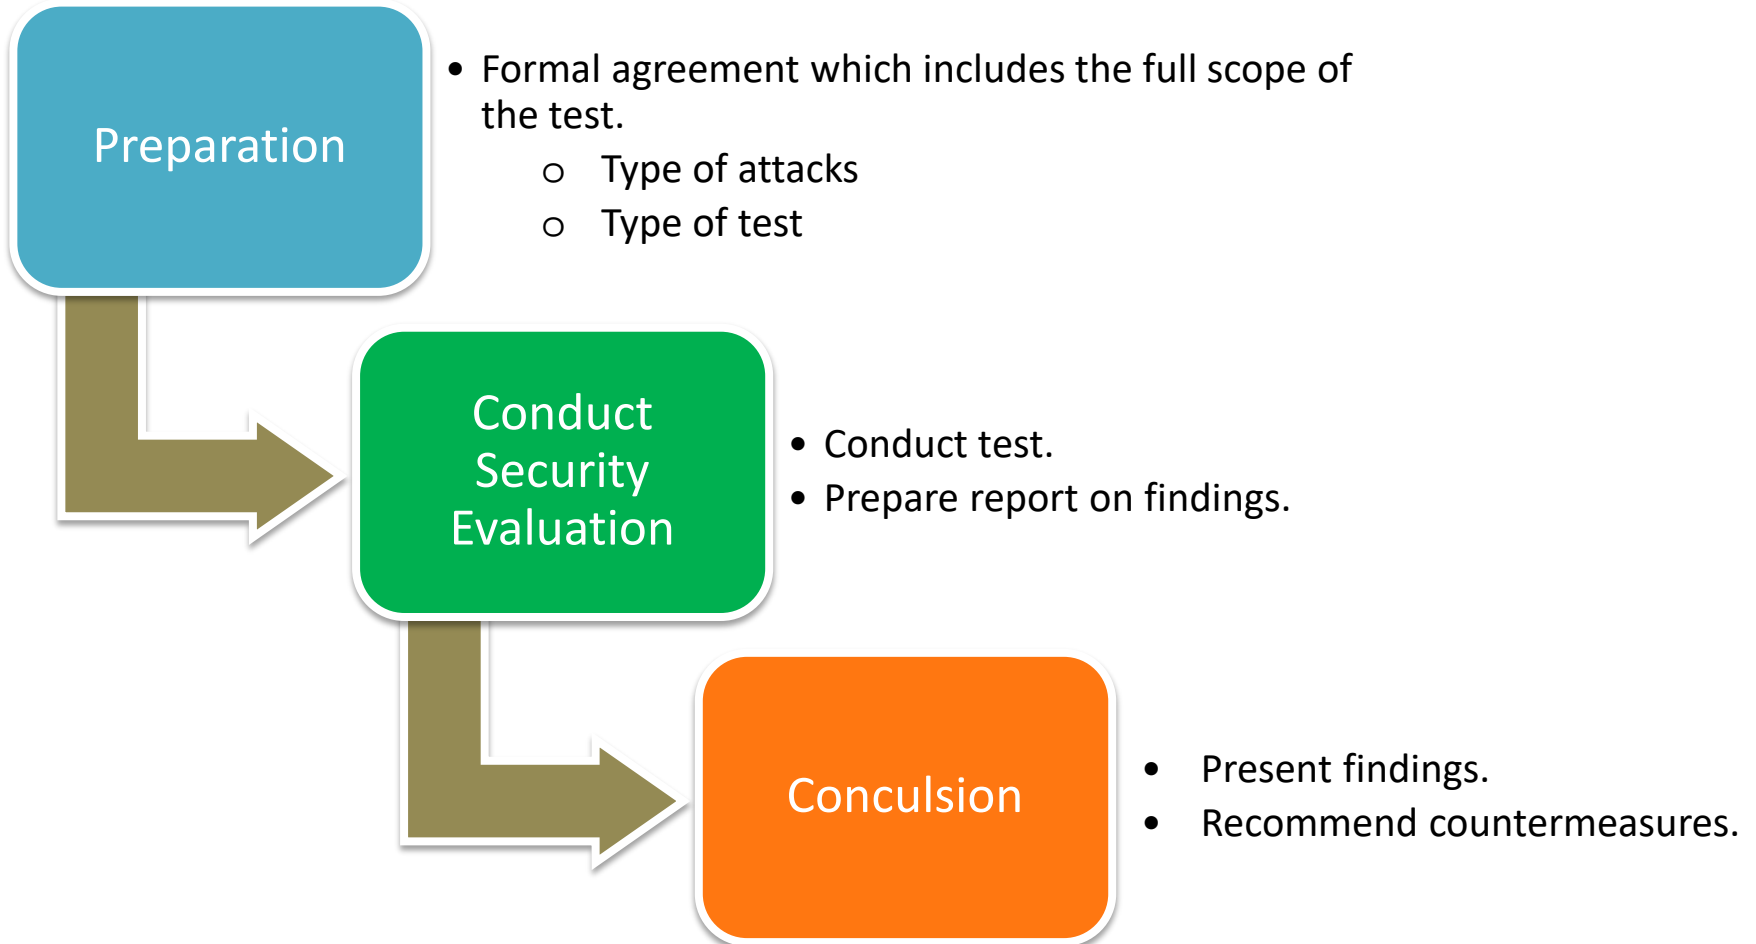 Preparation
• Formal agreement which includes the full scope of
the test.
o Type of attacks
o Type of test
Conduct
Security
Evaluation
• Conduct test.
• Prepare report on findings.
Conculsion
• Present findings.
• Recommend countermeasures.